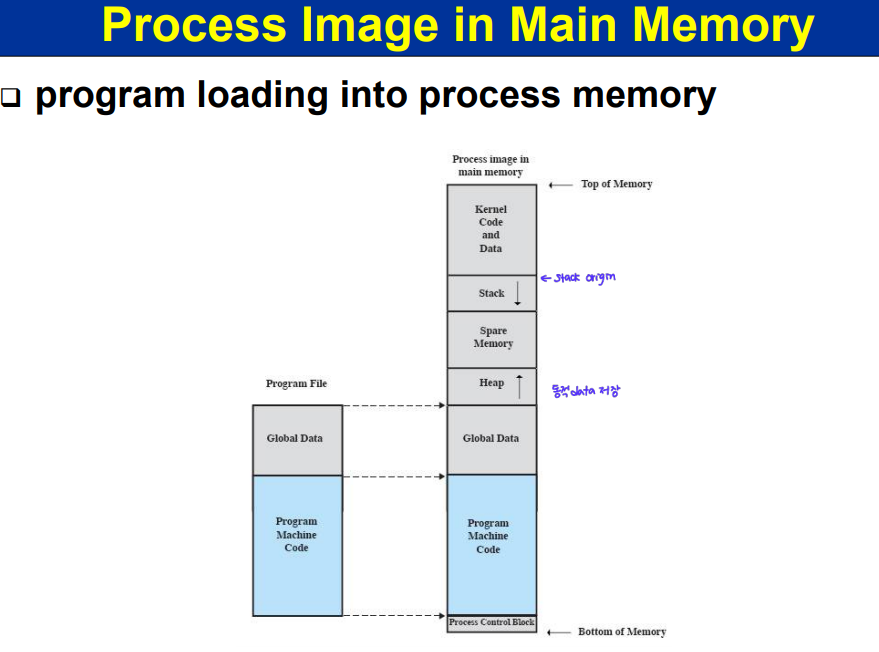 Process Image in Main Memory
program loading into process memory
Process image in
main memory
Top of Memory
Kernel
Code
and
Data
← Stack origin
Stack
Spare
Memory
Program File
Heap
동적 data 저장
Global Data
Global Data
Program
Machine
Code
Program
Machine
Code
Process Control Block
Bottom of Memory